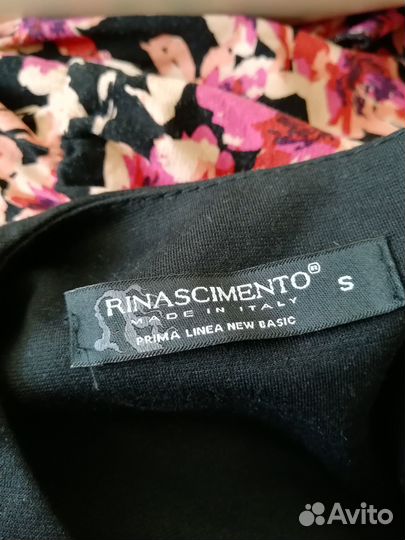 RINASCIMENTO® S
MADE IN ITALY
PRIMA LINEA NEW BASIC
Avito